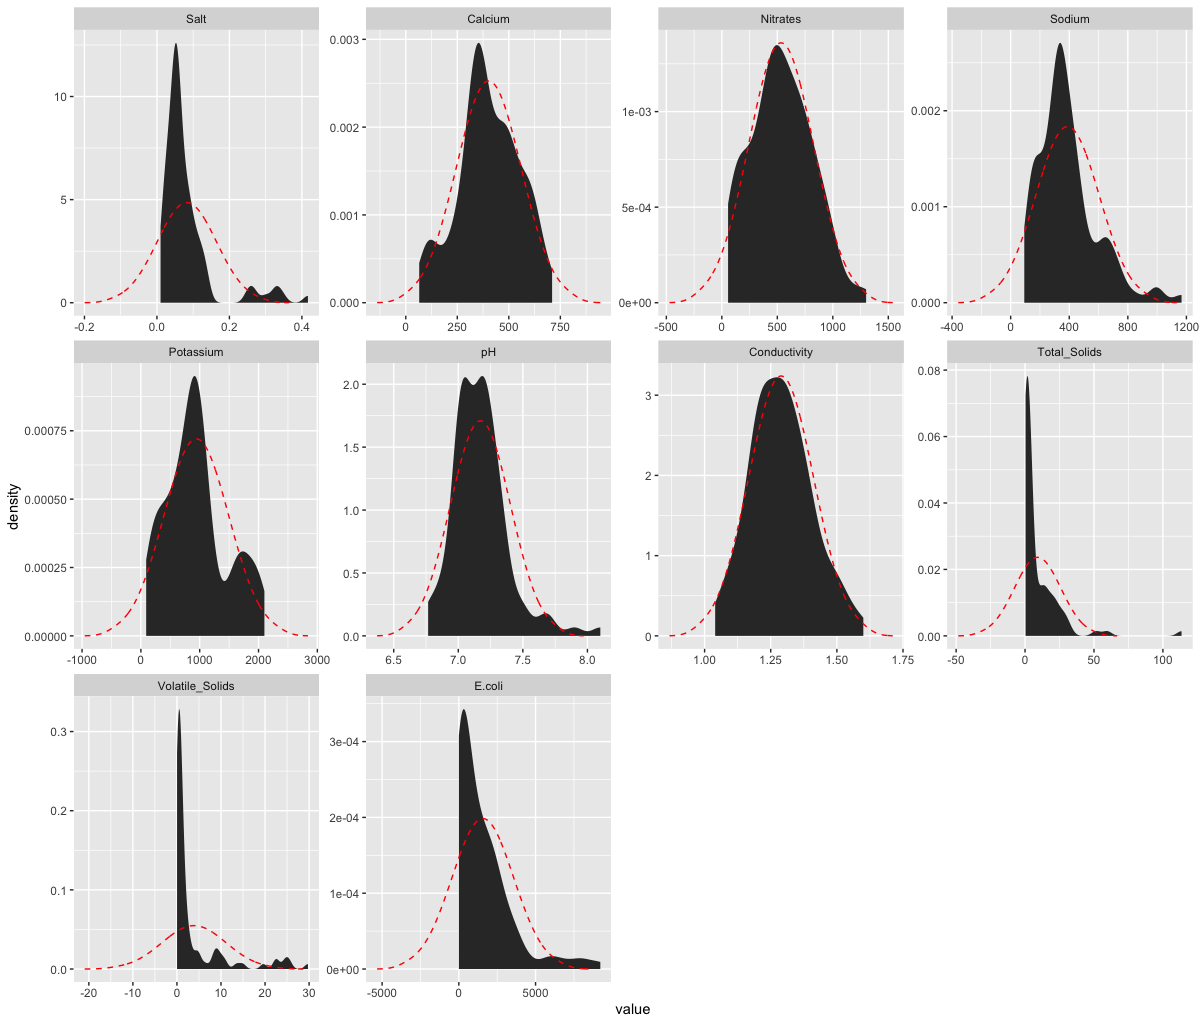 Salt Calcium Nitrates Sodium
10
5
0
-0.2 0.0 0.2 0.4
0.003
0.002
0.001
0.000
0 250 500 750
1e-03
5e-04
0e+00
-500 0 500 1000 1500
0.002
0.001
0.000
-400 0 400 800 1200
Potassium pH Conductivity Total_Solids
0.00075
0.00050
0.00025
0.00000
-1000 0 1000 2000 3000
2.0
1.5
1.0
0.5
0.0
6.5 7.0 7.5 8.0
3
2
1
0
1.00 1.25 1.50 1.75
0.08
0.06
0.04
0.02
0.00
-50 0 50 100
density
Volatile_Solids E.coli
0.3
0.2
0.1
0.0
-20 -10 0 10 20 30
3e-04
2e-04
1e-04
0e+00
-5000 0 5000
value